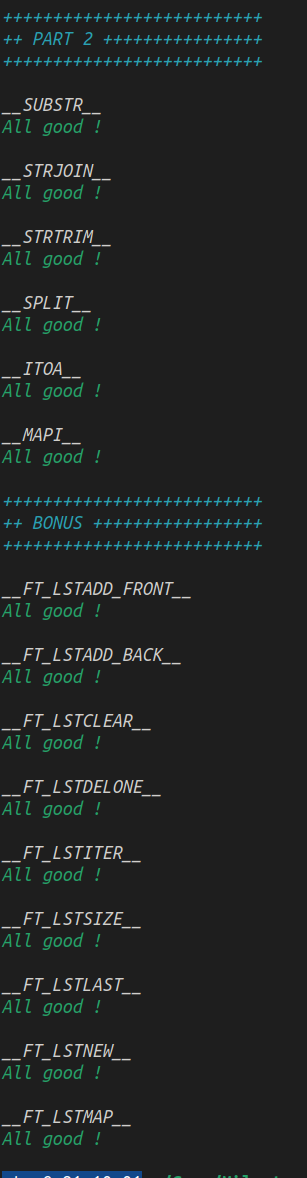 ++++++++++++++++++++++++++
++ PART 2 ++++++++++++++++
++++++++++++++++++++++++++
__SUBSTR__
All good !
__STRJOIN__
All good !
__STRTRIM__
All good !
__SPLIT__
All good !
__ITOA__
All good !
__MAPI__
All good !
++++++++++++++++++++++++++
++ BONUS +++++++++++++++++
++++++++++++++++++++++++++
__FT_LSTADD_FRONT__
All good !
__FT_LSTADD_BACK__
All good !
__FT_LSTCLEAR__
All good !
__FT_LSTDELONE__
All good !
__FT_LSTITER__
All good !
__FT_LSTSIZE__
All good !
__FT_LSTLAST__
All good !
__FT_LSTNEW__
All good !
__FT_LSTMAP__
All good !